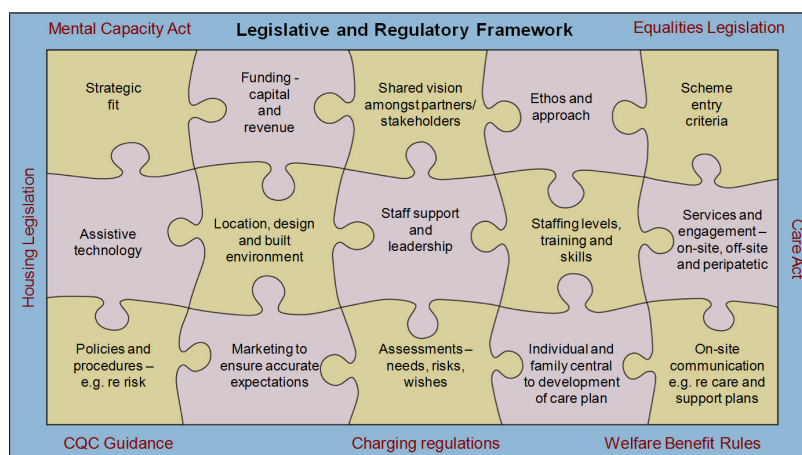 Mental Capacity Act
Legislative and Regulatory Framework
Equalities Legislation
Housing Legislation
Care Act
Strategic
fit
Funding -
capital
and
revenue
Shared vision
amongst partners/
stakeholders
Ethos and
approach
Scheme
entry
criteria
Assistive
technology
Location, design
and built
environment
Staff support
and
leadership
Staffing levels,
training and
skills
Services and
engagement –
on-site, off-site
and peripatetic
Policies and
procedures –
e.g. re risk
Marketing to
ensure accurate
expectations
Assessments –
needs, risks,
wishes
Individual and
family central
to development
of care plan
On-site
communication
e.g. re care and
support plans
CQC Guidance
Charging regulations
Welfare Benefit Rules